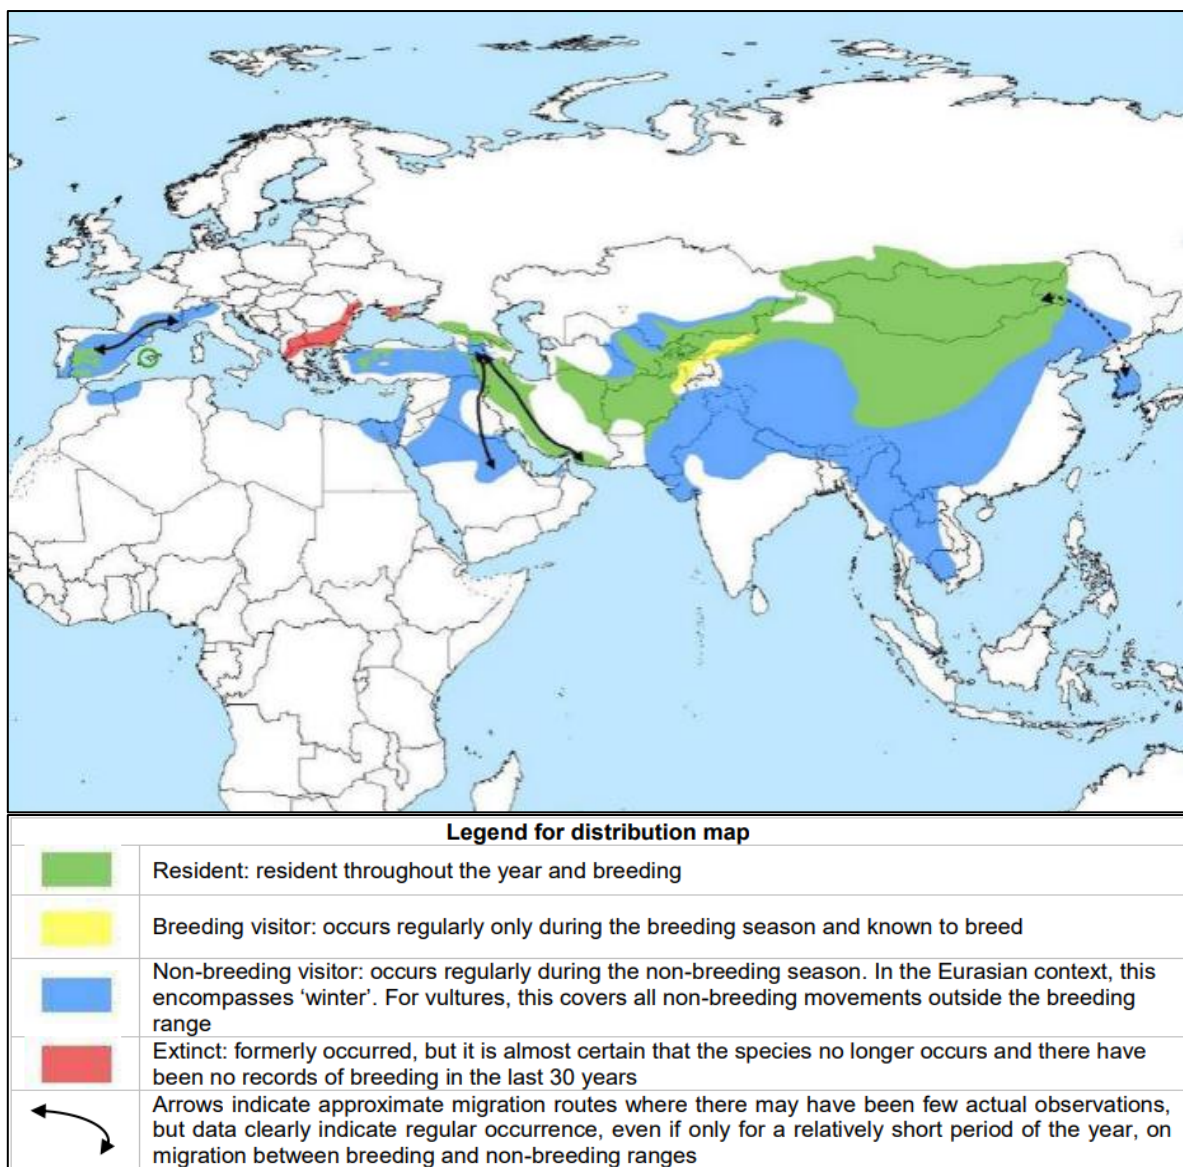 Legend for distribution map
Resident: resident throughout the year and breeding
Breeding visitor: occurs regularly only during the breeding season and known to breed
Non-breeding visitor: occurs regularly during the non-breeding season. In the Eurasian context, this
encompasses ‘winter’. For vultures, this covers all non-breeding movements outside the breeding
range
Extinct: formerly occurred, but it is almost certain that the species no longer occurs and there have
been no records of breeding in the last 30 years
Arrows indicate approximate migration routes where there may have been few actual observations,
but data clearly indicate regular occurrence, even if only for a relatively short period of the year, on
migration between breeding and non-breeding ranges